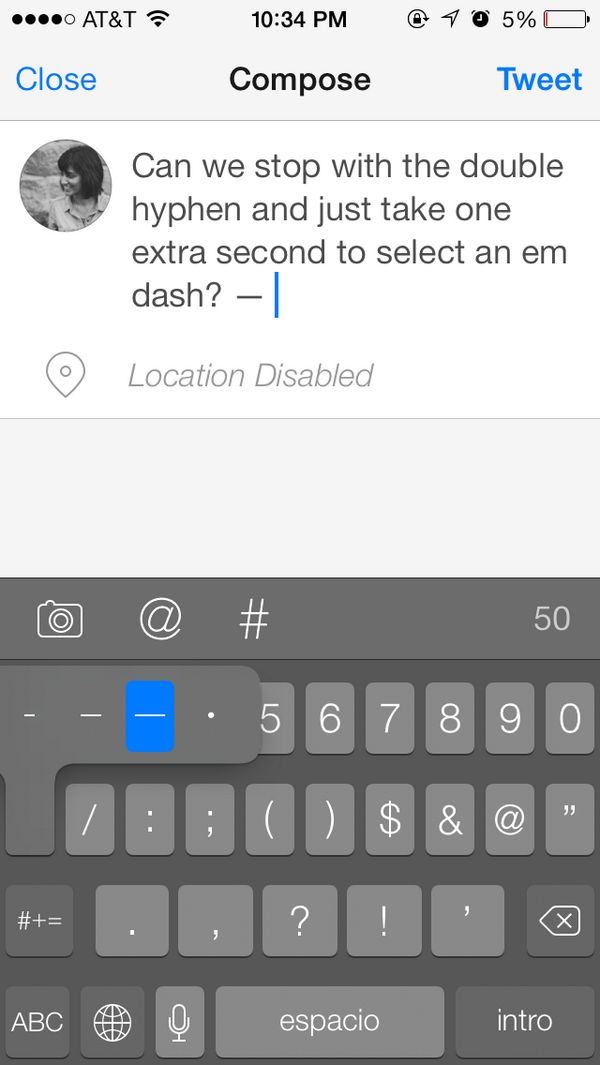 AT&T 10:34 PM 5%
Close Compose Tweet
Can we stop with the double
hyphen and just take one
extra second to select an em
dash? —
Location Disabled
@ # 50
- – — • 5 6 7 8 9 0
/ : ; ( ) $ & @ ”
#+= . , ? ! ’
ABC espacio intro